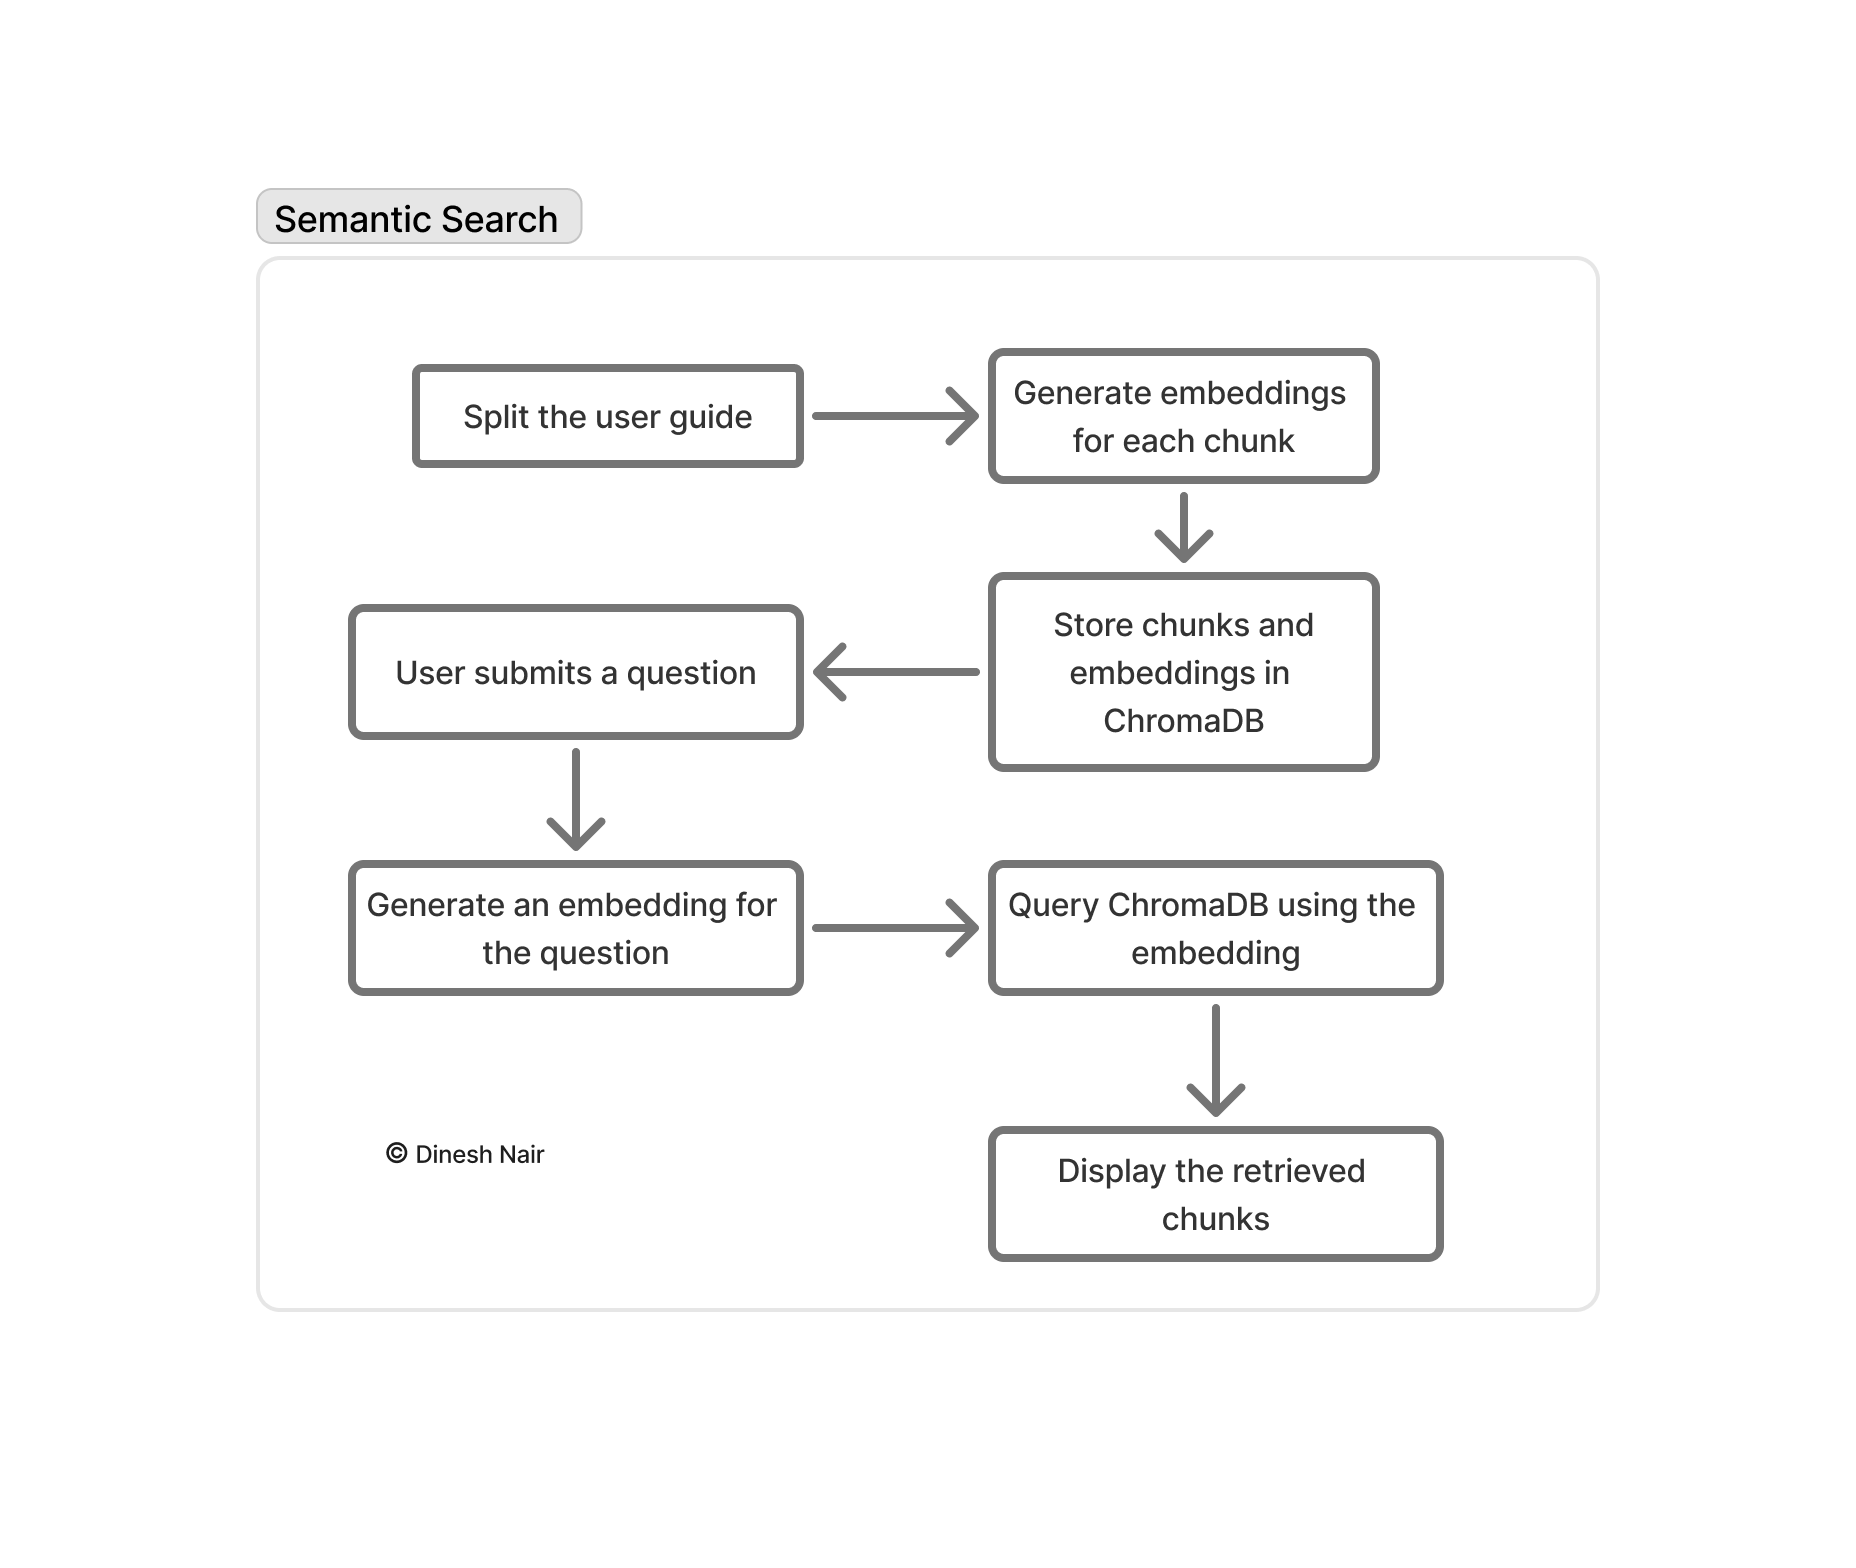 Semantic Search
Split the user guide
Generate embeddings
for each chunk
Store chunks and
embeddings in
ChromaDB
User submits a question
Generate an embedding for
the question
Query ChromaDB using the
embedding
Display the retrieved
chunks
© Dinesh Nair